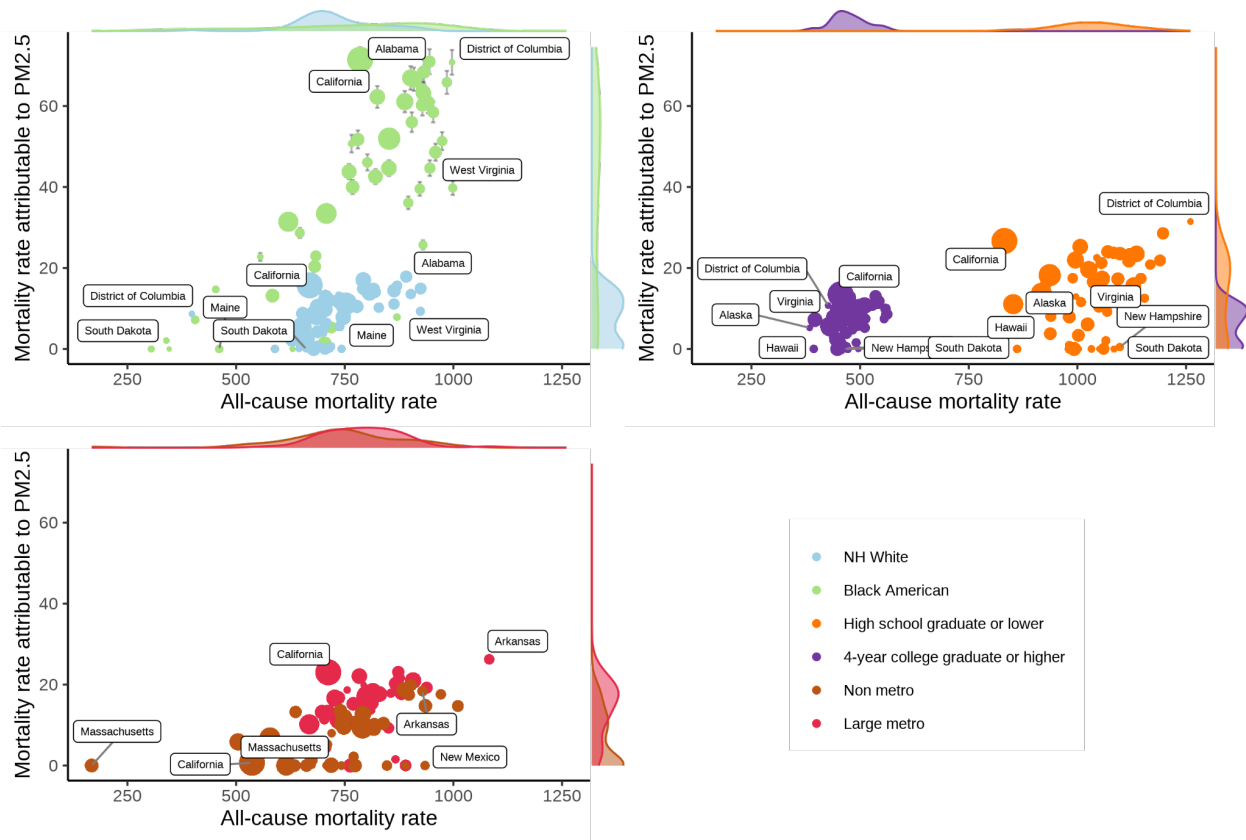 Mortality rate attributable to PM2.5
60
40
20
0
Alabama
District of Columbia
California
West Virginia
Alabama
California
District of Columbia
Maine
South Dakota
South Dakota
Maine
West Virginia
250
500
750
1000
1250
All-cause mortality rate
Mortality rate attributable to PM2.5
60
40
20
0
District of Columbia
California
District of Columbia
California
Virginia
Alaska
Virginia
Alaska
New Hampshire
Hawaii
Hawaii
New Hamps
South Dakota
South Dakota
250
500
750
1000
1250
All-cause mortality rate
Mortality rate attributable to PM2.5
60
40
20
0
Arkansas
California
Massachusetts
Arkansas
Massachusetts
California
New Mexico
250
500
750
1000
1250
All-cause mortality rate
NH White
Black American
High school graduate or lower
4-year college graduate or higher
Non metro
Large metro